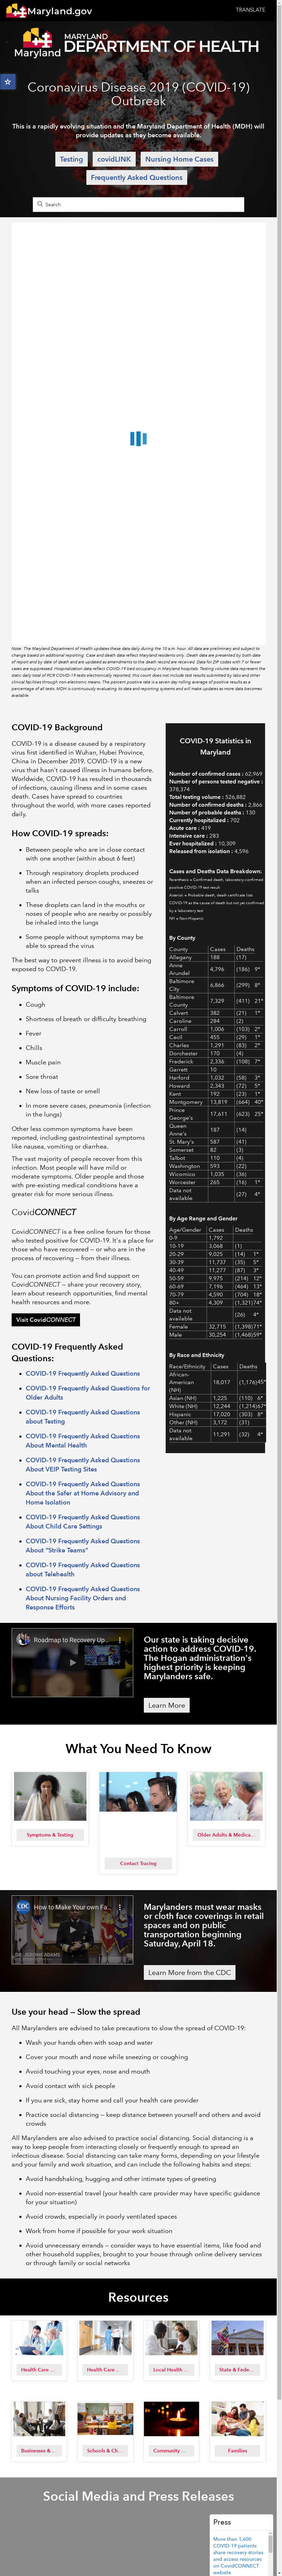 Maryland.gov
TRANSLATE
Maryland
MARYLAND
DEPARTMENT OF HEALTH
Coronavirus Disease 2019 (COVID-19)
Outbreak
This is a rapidly evolving situation and the Maryland Department of Health (MDH) will
provide updates as they become available.
Testing
covidLINK
Nursing Home Cases
Frequently Asked Questions
Search
Note: The Maryland Department of Health updates these data daily during the 10 a.m. hour. All data are preliminary and subject to
change based on additional reporting. Case and death data reflect Maryland residents only. Death data are presented by both date
of report and by date of death and are updated as amendments to the death record are received. Data for ZIP codes with 7 or fewer
cases are suppressed. Hospitalization data reflect COVID-19 bed occupancy in Maryland hospitals. Testing volume data represent the
static daily total of PCR COVID-19 tests electronically reported; this count does not include test results submitted by labs and other
clinical facilities through non-electronic means. The percent positive rate is a seven day rolling average of positive results as a
percentage of all tests. MDH is continuously evaluating its data and reporting systems and will make updates as more data becomes
available.
COVID-19 Background
COVID-19 is a disease caused by a respiratory
virus first identified in Wuhan, Hubei Province,
China in December 2019. COVID-19 is a new
virus that hasn't caused illness in humans before.
Worldwide, COVID-19 has resulted in thousands
of infections, causing illness and in some cases
death. Cases have spread to countries
throughout the world, with more cases reported
daily.
How COVID-19 spreads:
Between people who are in close contact
with one another (within about 6 feet)
Through respiratory droplets produced
when an infected person coughs, sneezes or
talks
These droplets can land in the mouths or
noses of people who are nearby or possibly
be inhaled into the lungs
Some people without symptoms may be
able to spread the virus
The best way to prevent illness is to avoid being
exposed to COVID-19.
Symptoms of COVID-19 include:
Cough
Shortness of breath or difficulty breathing
Fever
Chills
Muscle pain
Sore throat
New loss of taste or smell
In more severe cases, pneumonia (infection
in the lungs)
Other less common symptoms have been
reported, including gastrointestinal symptoms
like nausea, vomiting or diarrhea.
The vast majority of people recover from this
infection. Most people will have mild or
moderate symptoms. Older people and those
with pre-existing medical conditions have a
greater risk for more serious illness.
CovidCONNECT
CovidCONNECT is a free online forum for those
who tested positive for COVID-19. It's a place for
those who have recovered — or who are in the
process of recovering — from their illness.
You can promote action and find support on
CovidCONNECT — share your recovery story,
learn about research opportunities, find mental
health resources and more.
Visit CovidCONNECT
COVID-19 Frequently Asked
Questions:
COVID-19 Frequently Asked Questions
COVID-19 Frequently Asked Questions for
Older Adults
COVID-19 Frequently Asked Questions
about Testing
COVID-19 Frequently Asked Questions
About Mental Health
COVID-19 Frequently Asked Questions
About VEIP Testing Sites
COVID-19 Frequently Asked Questions
About the Safer at Home Advisory and
Home Isolation
COVID-19 Frequently Asked Questions
About Child Care Settings
COVID-19 Frequently Asked Questions
About "Strike Teams"
COVID-19 Frequently Asked Questions
about Telehealth
COVID-19 Frequently Asked Questions
About Nursing Facility Orders and
Response Efforts
COVID-19 Statistics in
Maryland
Number of confirmed cases : 62,969
Number of persons tested negative :
378,374
Total testing volume : 526,882
Number of confirmed deaths : 2,866
Number of probable deaths : 130
Currently hospitalized : 702
Acute care : 419
Intensive care : 283
Ever hospitalized : 10,309
Released from isolation : 4,596
Cases and Deaths Data Breakdown:
Parenthesis = Confirmed death, laboratory-confirmed
positive COVID-19 test result
Asterisk = Probable death, death certificate lists
COVID-19 as the cause of death but not yet confirmed
by a laboratory test
NH = Non-Hispanic
By County
County Cases Deaths
Allegany 188 (17)
Anne
Arundel 4,796 (186) 9*
Baltimore
City 6,866 (299) 8*
Baltimore
County 7,329 (411) 21*
Calvert 382 (21) 1*
Caroline 284 (2)
Carroll 1,006 (103) 2*
Cecil 455 (29) 1*
Charles 1,291 (83) 2*
Dorchester 170 (4)
Frederick 2,336 (108) 7*
Garrett 10
Harford 1,032 (58) 3*
Howard 2,343 (72) 5*
Kent 192 (23) 1*
Montgomery 13,819 (664) 40*
Prince
George's 17,611 (623) 25*
Queen
Anne's 187 (14)
St. Mary's 587 (41)
Somerset 82 (3)
Talbot 110 (4)
Washington 593 (22)
Wicomico 1,035 (36)
Worcester 265 (16) 1*
Data not
available (27) 4*
By Age Range and Gender
Age/Gender Cases Deaths
0-9 1,792
10-19 3,068 (1)
20-29 9,025 (14) 1*
30-39 11,737 (35) 5*
40-49 11,277 (87) 3*
50-59 9,975 (214) 12*
60-69 7,196 (464) 13*
70-79 4,590 (704) 18*
80+ 4,309 (1,321) 74*
Data not
available (26) 4*
Female 32,715 (1,398) 71*
Male 30,254 (1,468) 59*
By Race and Ethnicity
Race/Ethnicity Cases Deaths
African-
American
(NH) 18,017 (1,176) 45*
Asian (NH) 1,225 (110) 6*
White (NH) 12,244 (1,214) 67*
Hispanic 17,020 (303) 8*
Other (NH) 3,172 (31)
Data not
available 11,291 (32) 4*
Roadmap to Recovery Up...
Our state is taking decisive
action to address COVID-19.
The Hogan administration's
highest priority is keeping
Marylanders safe.
Learn More
What You Need To Know
Symptoms & Testing
Contact Tracing
Older Adults & Medica...
CDC
How to Make Your own Fa...
DR. JEROME ADAMS
Marylanders must wear masks
or cloth face coverings in retail
spaces and on public
transportation beginning
Saturday, April 18.
Learn More from the CDC
Use your head — Slow the spread
All Marylanders are advised to take precautions to slow the spread of COVID-19:
Wash your hands often with soap and water
Cover your mouth and nose while sneezing or coughing
Avoid touching your eyes, nose and mouth
Avoid contact with sick people
If you are sick, stay home and call your health care provider
Practice social distancing — keep distance between yourself and others and avoid
crowds
All Marylanders are also advised to practice social distancing. Social distancing is a
way to keep people from interacting closely or frequently enough to spread an
infectious disease. Social distancing can take many forms, depending on your lifestyle
and your family and work situation, and can include the following habits and steps:
Avoid handshaking, hugging and other intimate types of greeting
Avoid non-essential travel (your health care provider may have specific guidance
for your situation)
Avoid crowds, especially in poorly ventilated spaces
Work from home if possible for your work situation
Avoid unnecessary errands — consider ways to have essential items, like food and
other household supplies, brought to your house through online delivery services
or through family or social networks
Resources
Health Care ...
Health Care ...
Local Health ...
State & Fede...
Businesses & ...
Schools & Ch...
Community ...
Families
Social Media and Press Releases
Press
More than 1,600
COVID-19 patients
share recovery stories
and access resources
on CovidCONNECT
website